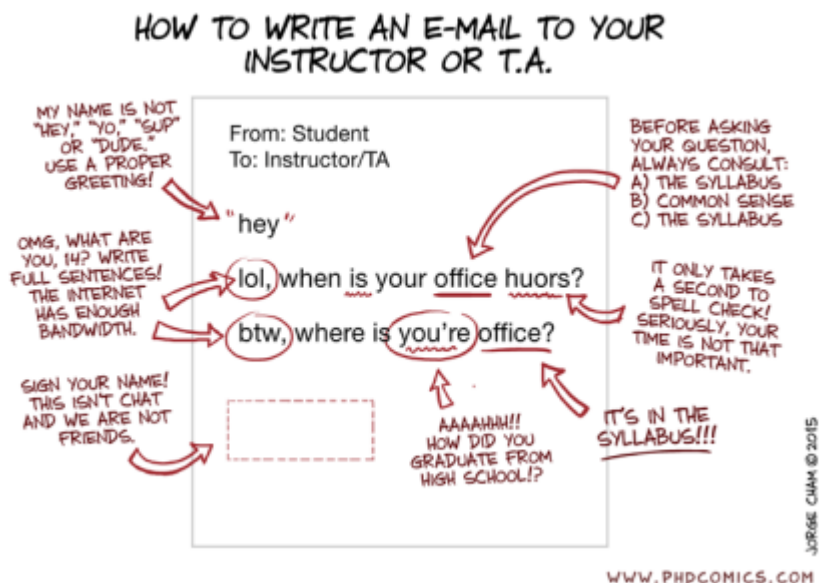 HOW TO WRITE AN E-MAIL TO YOUR
INSTRUCTOR OR T.A.
MY NAME IS NOT
"HEY," "YO," "SUP"
OR "DUDE."
USE A PROPER
GREETING!
From: Student
To: Instructor/TA
BEFORE ASKING
YOUR QUESTION,
ALWAYS CONSULT:
A) THE SYLLABUS
B) COMMON SENSE
C) THE SYLLABUS
"hey"
OMG, WHAT ARE
YOU, 14? WRITE
FULL SENTENCES!
THE INTERNET
HAS ENOUGH
BANDWIDTH.
lol, when is your office huors?
btw, where is you're office?
IT ONLY TAKES
A SECOND TO
SPELL CHECK!
SERIOUSLY, YOUR
TIME IS NOT THAT
IMPORTANT.
SIGN YOUR NAME!
THIS ISN'T CHAT
AND WE ARE NOT
FRIENDS.
AAAAHHH!!
HOW DID YOU
GRADUATE FROM
HIGH SCHOOL!?
IT'S IN THE
SYLLABUS!!!
JORGE CHAM © 2015
WWW.PHDCOMICS.COM